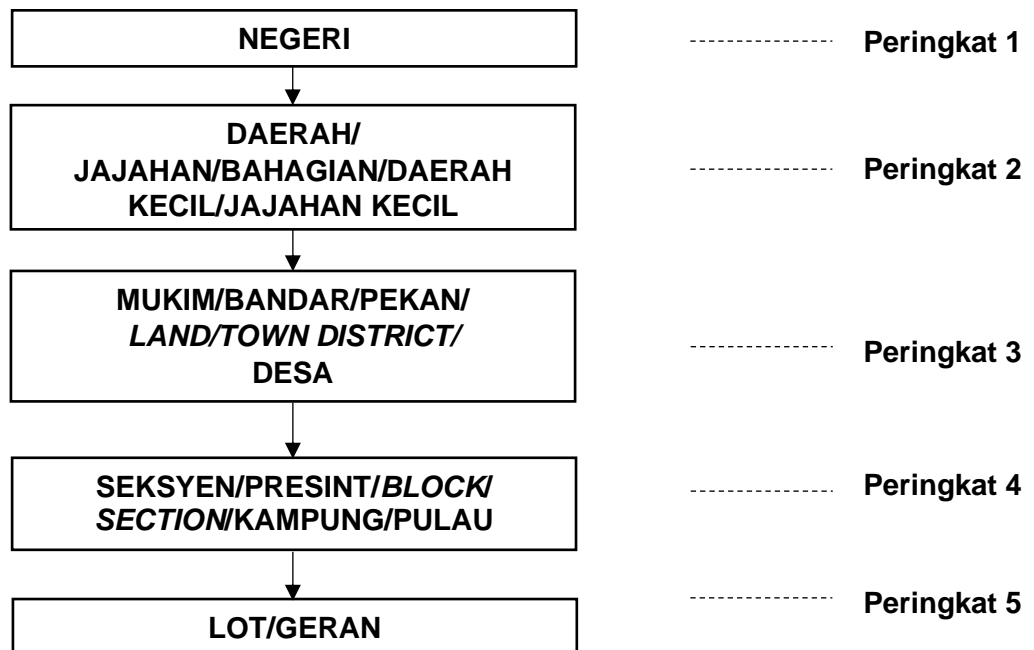 NEGERI
Peringkat 1
DAERAH/
JAJAHAN/BAHAGIAN/DAERAH
KECIL/JAJAHAN KECIL
Peringkat 2
MUKIM/BANDAR/PEKAN/
LAND/TOWN DISTRICT/
DESA
Peringkat 3
SEKSYEN/PRESINT/BLOCK/
SECTION/KAMPUNG/PULAU
Peringkat 4
LOT/GERAN
Peringkat 5